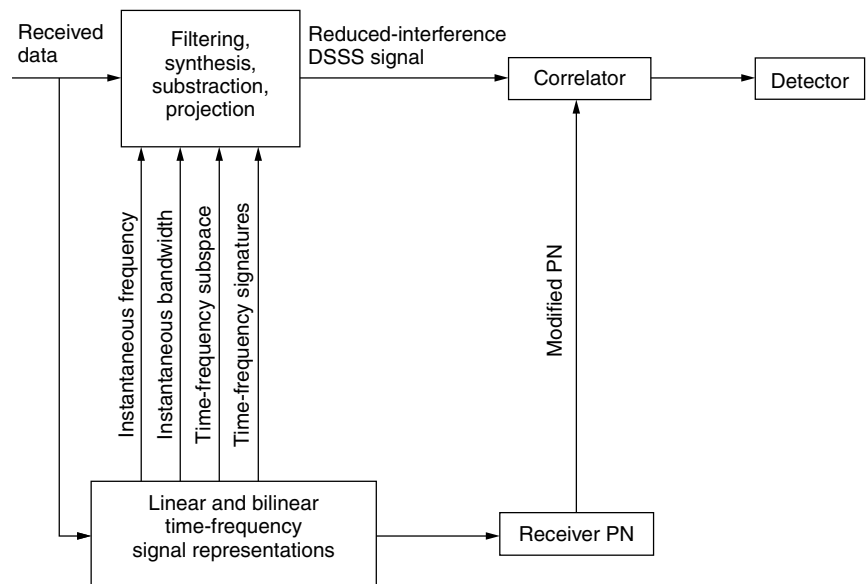 Received
data
Filtering,
synthesis,
substraction,
projection
Reduced-interference
DSSS signal
Correlator
Detector
Instantaneous frequency
Instantaneous bandwidth
Time-frequency subspace
Time-frequency signatures
Modified PN
Linear and bilinear
time-frequency
signal representations
Receiver PN